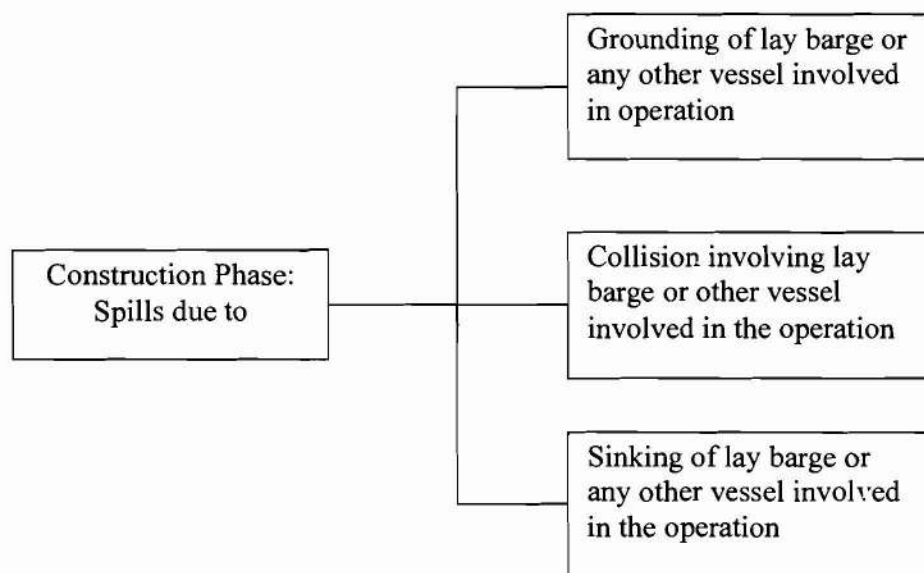 Grounding of lay barge or
any other vessel involved
in operation
Construction Phase:
Spills due to
Collision involving lay
barge or other vessel
involved in the operation
Sinking of lay barge or
any other vessel involved
in the operation